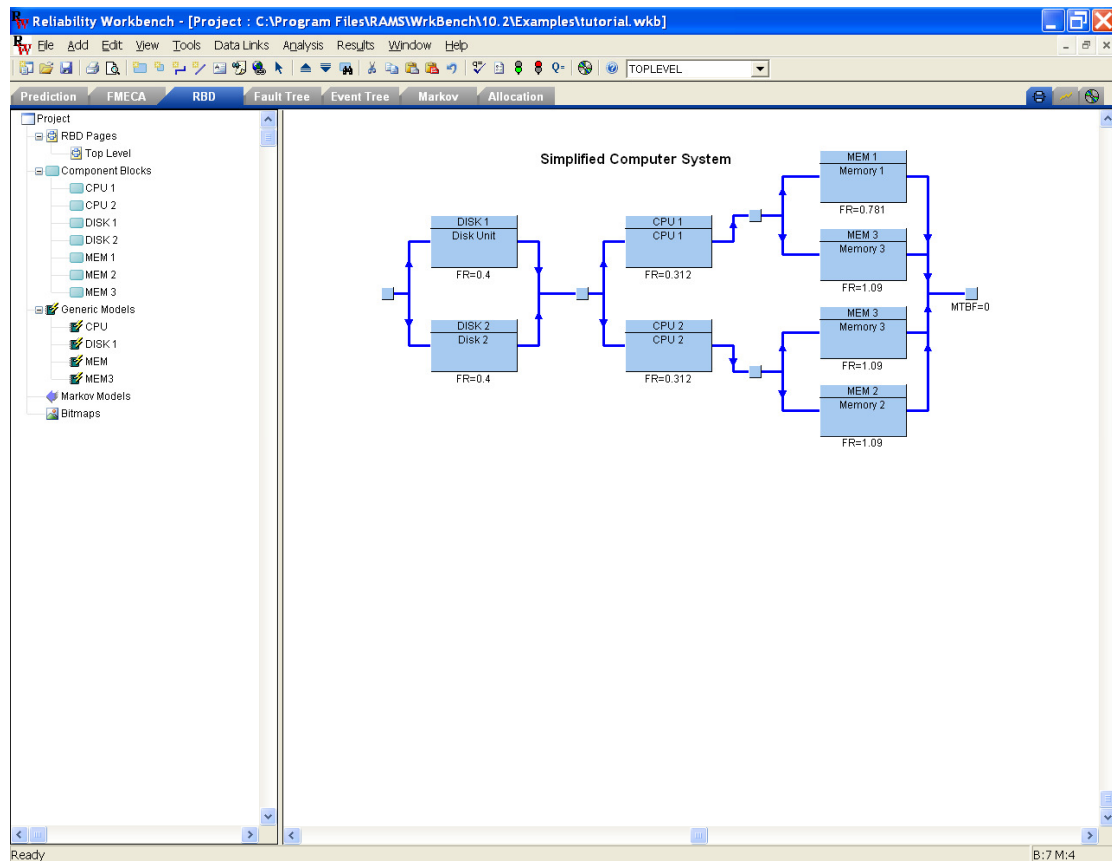 Reliability Workbench - [Project : C:\Program Files\RAMS\WrkBench\10.2\Examples\tutorial.wkb]
File Add Edit View Tools Data Links Analysis Results Window Help
Q= TOPLEVEL
Prediction FMECA RBD Fault Tree Event Tree Markov Allocation
Project
RBD Pages
Top Level
Component Blocks
CPU 1
CPU 2
DISK 1
DISK 2
MEM 1
MEM 2
MEM 3
Generic Models
CPU
DISK 1
MEM
MEM3
Markov Models
Bitmaps
Simplified Computer System
DISK 1
Disk Unit
FR=0.4
DISK 2
Disk 2
FR=0.4
CPU 1
CPU 1
FR=0.312
CPU 2
CPU 2
FR=0.312
MEM 1
Memory 1
FR=0.781
MEM 3
Memory 3
FR=1.09
MEM 3
Memory 3
FR=1.09
MEM 2
Memory 2
FR=1.09
MTBF=0
Ready B:7 M:4